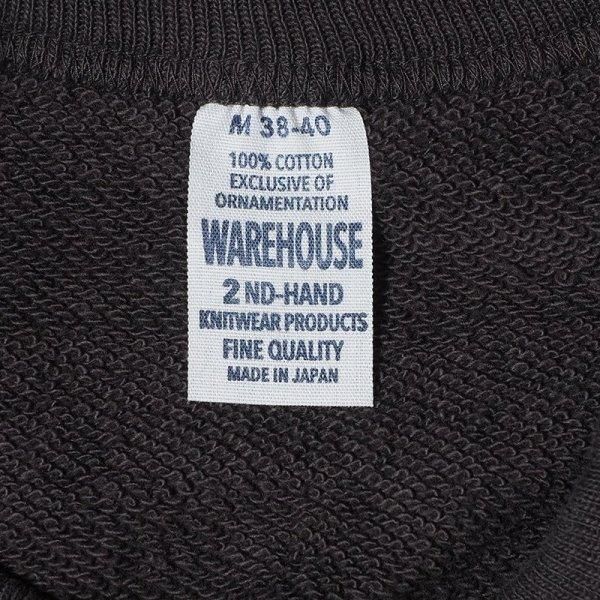 M 38-40
100% COTTON
EXCLUSIVE OF
ORNAMENTATION
WAREHOUSE
2 ND-HAND
KNITWEAR PRODUCTS
FINE QUALITY
MADE IN JAPAN